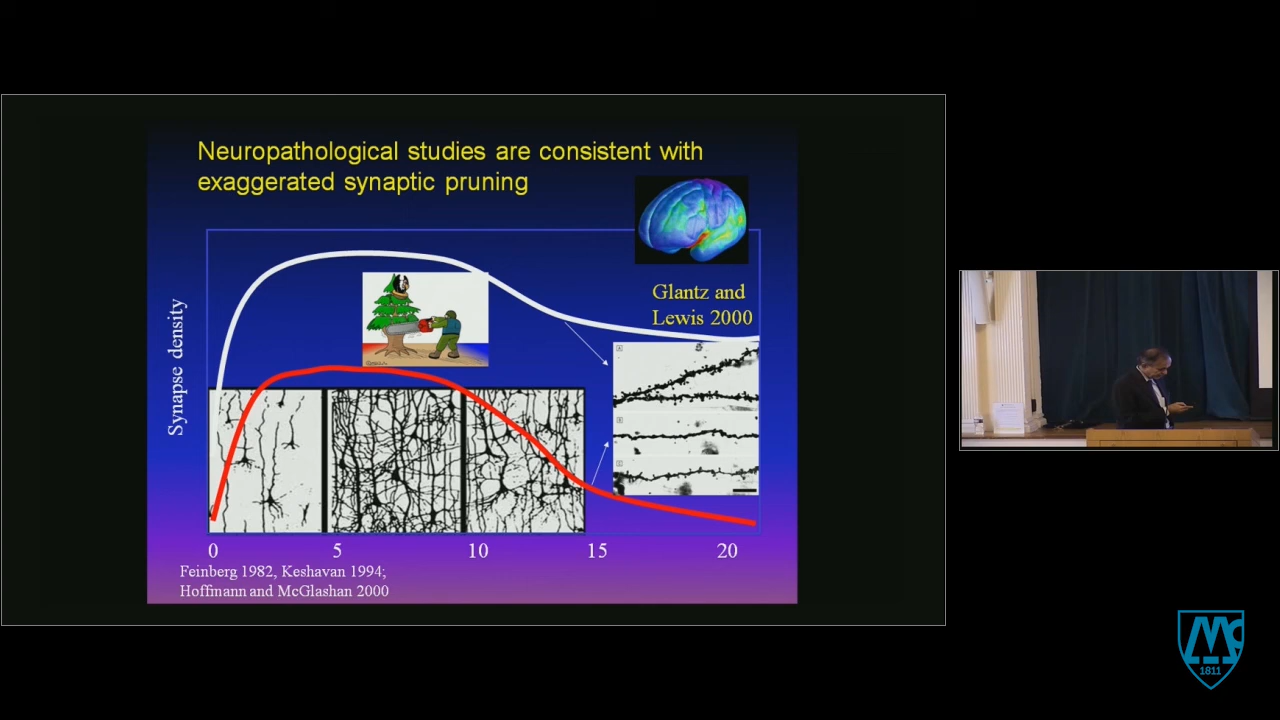 Neuropathological studies are consistent with
exaggerated synaptic pruning
Glantz and
Lewis 2000
Synapse density
0 5 10 15 20
Feinberg 1982, Keshavan 1994;
Hoffmann and McGlashan 2000
1811